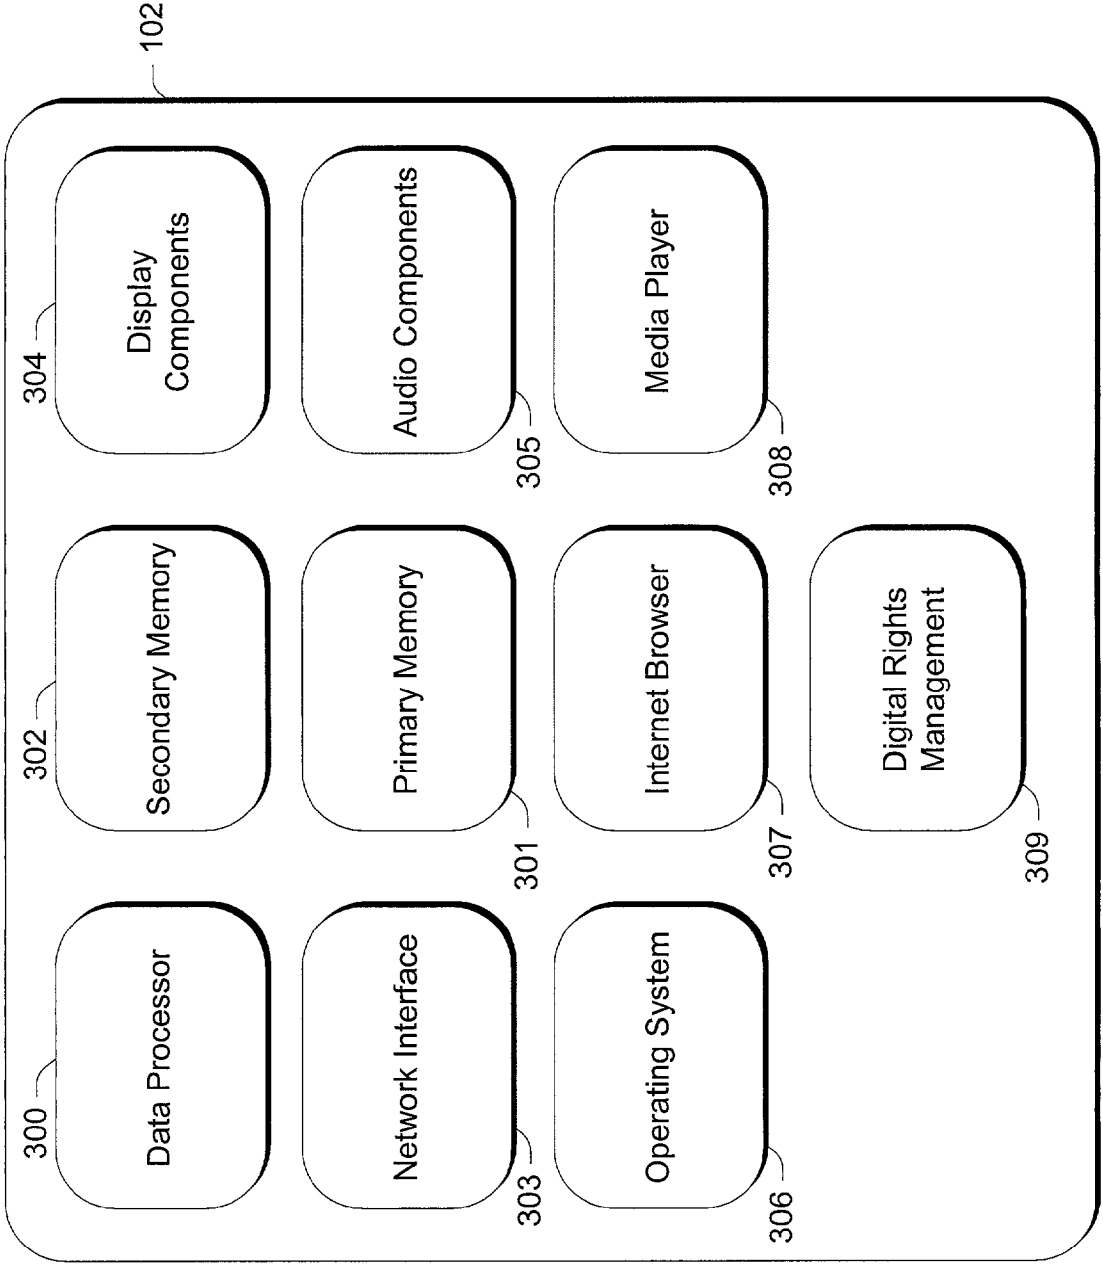 102
300
302
304
Data Processor
Secondary Memory
Display
Components
Network Interface
Primary Memory
Audio Components
303
301
305
Operating System
Internet Browser
Media Player
306
307
308
Digital Rights
Management
309